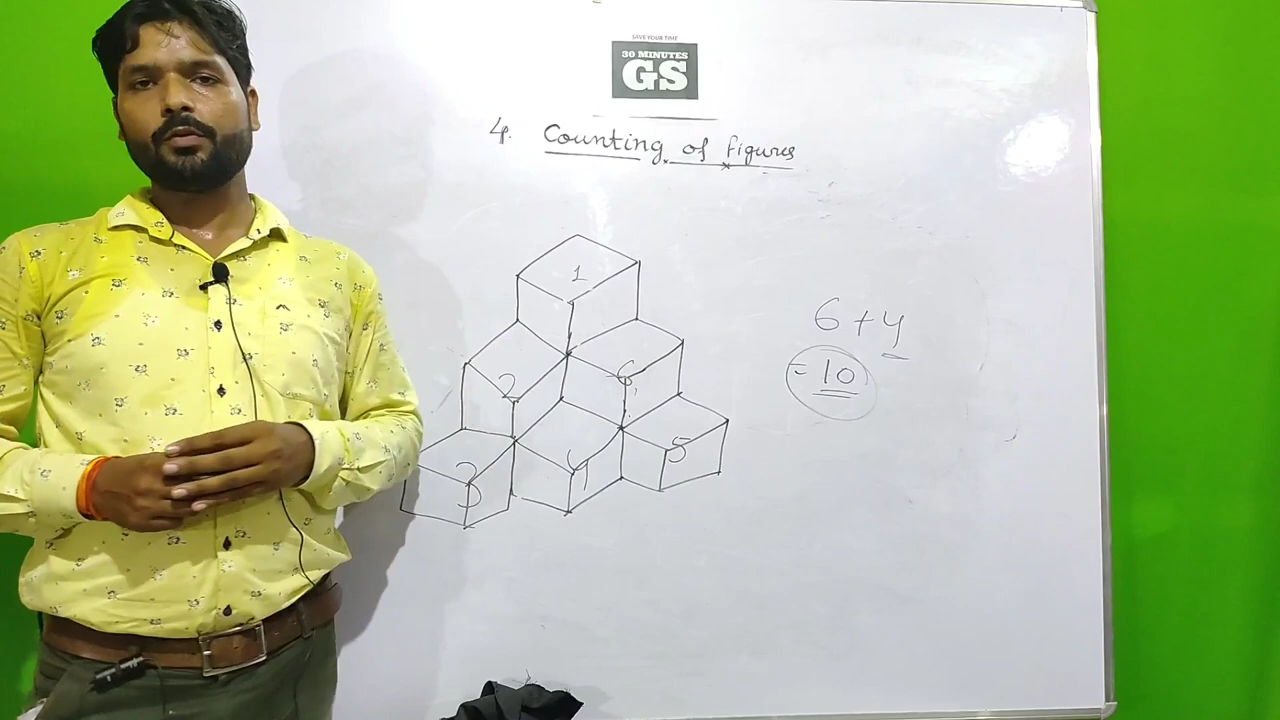 SAVE YOUR TIME
30 MINUTES
GS
4. Counting of figures
1
6 + 4
= 10
2
6
3
4
5